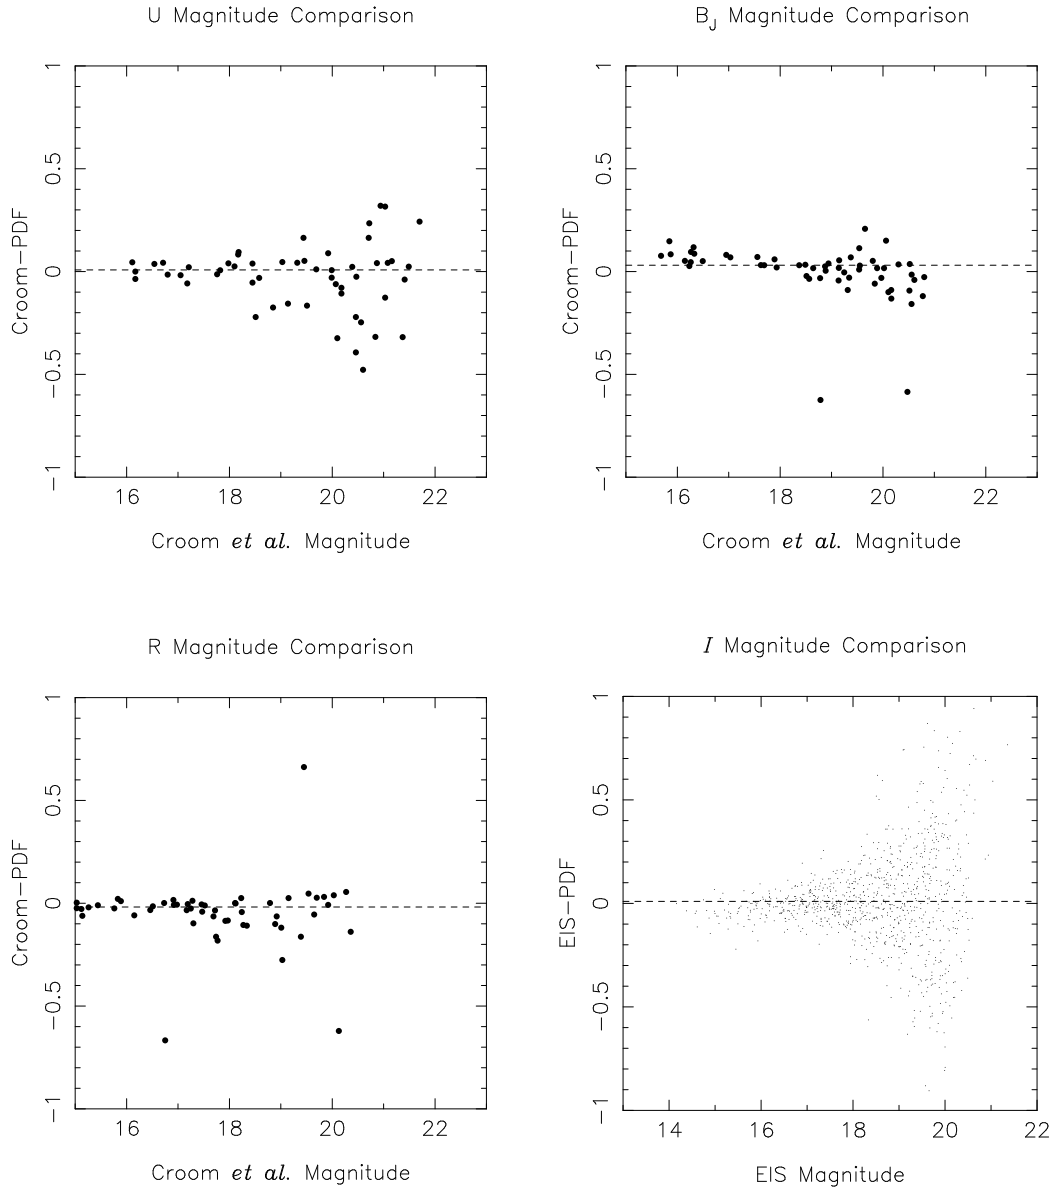 U Magnitude Comparison
1
0.5
0
−0.5
−1
Croom−PDF
16 18 20 22
Croom et al. Magnitude
B_J Magnitude Comparison
1
0.5
0
−0.5
−1
Croom−PDF
16 18 20 22
Croom et al. Magnitude
R Magnitude Comparison
1
0.5
0
−0.5
−1
Croom−PDF
16 18 20 22
Croom et al. Magnitude
I Magnitude Comparison
1
0.5
0
−0.5
−1
EIS−PDF
14 16 18 20 22
EIS Magnitude